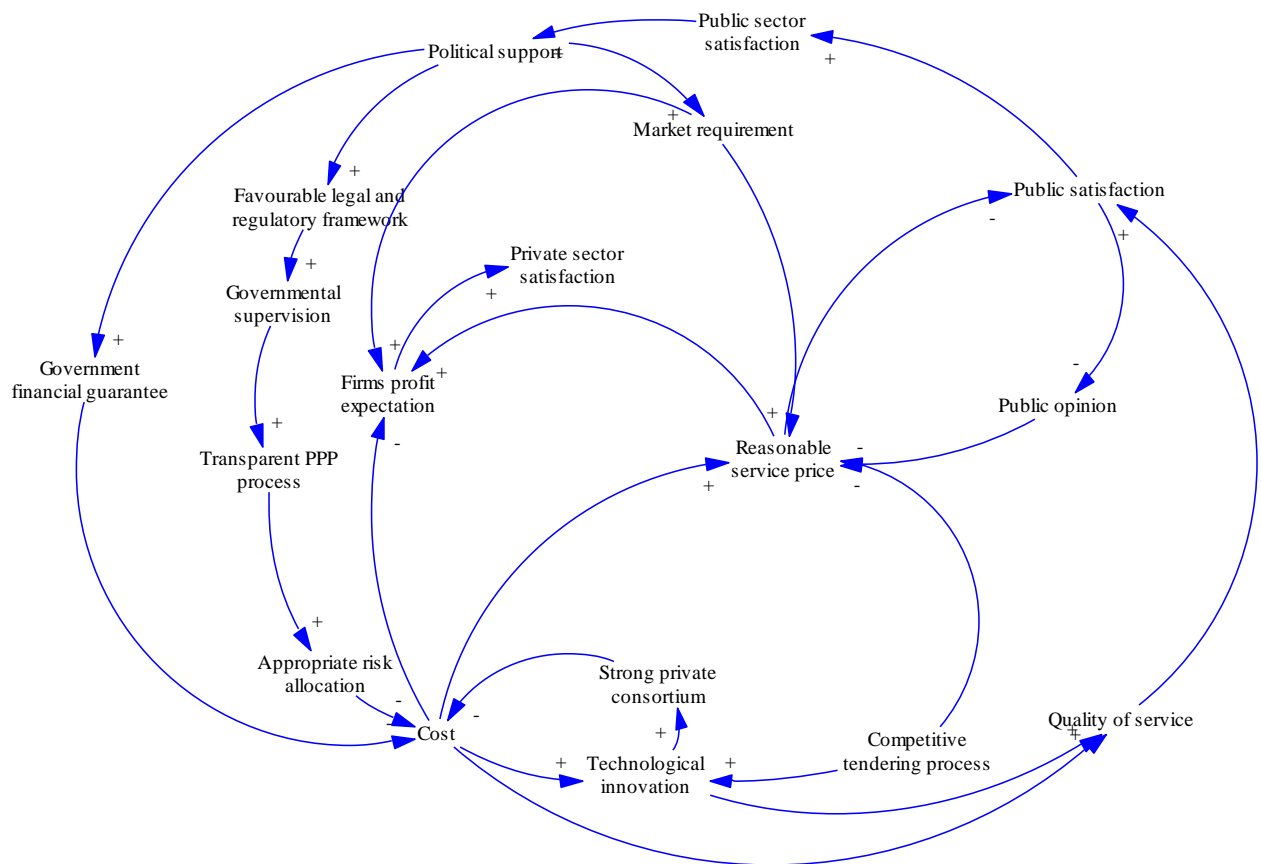 Public sector
satisfaction
+
Political support
+
+
+
Market requirement
+
Favourable legal and
regulatory framework
Public satisfaction
-
+
+
Private sector
satisfaction
+
Governmental
supervision
+
Government
financial guarantee
+
+
Firms profit
expectation
-
Public opinion
+
-
+
Transparent PPP
process
-
Reasonable
service price
+
-
+
Appropriate risk
allocation
-
-
Cost
-
Strong private
consortium
+
Quality of service
+
+
+
Technological
innovation
+
Competitive
tendering process